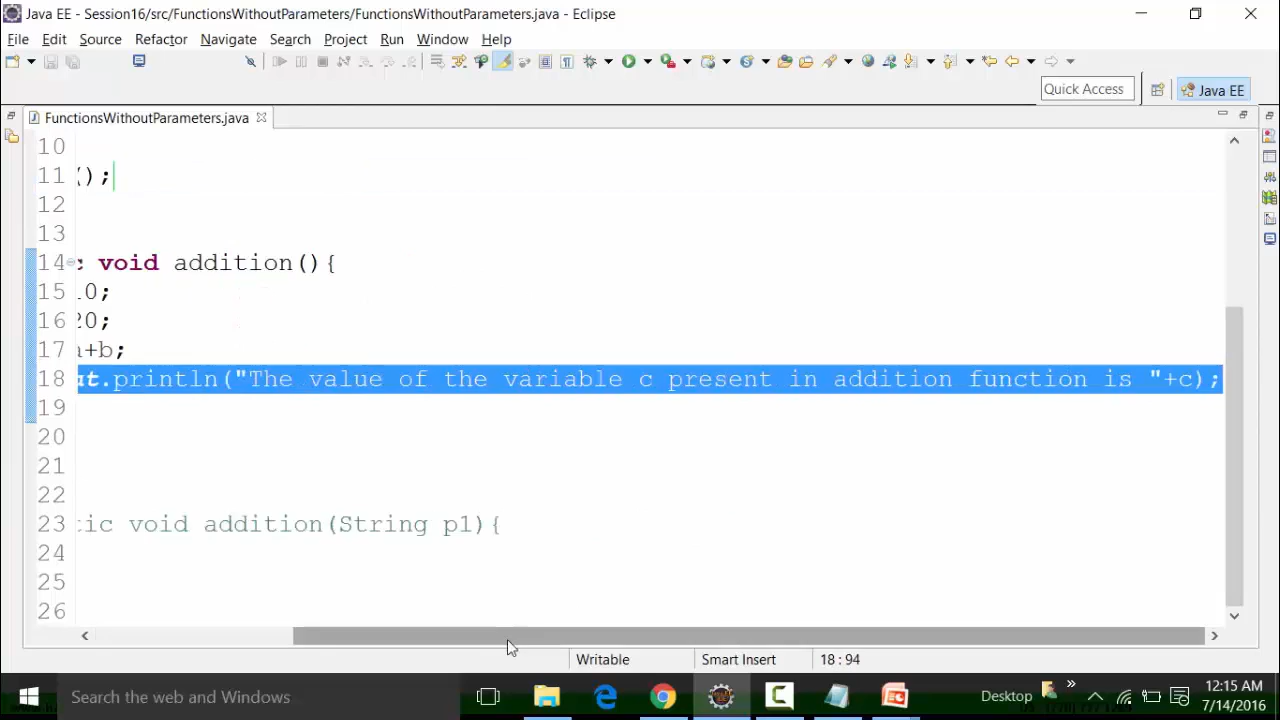 Java EE - Session16/src/FunctionsWithoutParameters/FunctionsWithoutParameters.java - Eclipse
File Edit Source Refactor Navigate Search Project Run Window Help
Quick Access
Java EE
FunctionsWithoutParameters.java
10
11 ();
12
13
14 c void addition(){
15 10;
16 20;
17 a+b;
18 ut.println("The value of the variable c present in addition function is "+c);
19
20
21
22
23 tic void addition(String p1){
24
25
26
Writable Smart Insert 18 : 94
Search the web and Windows
Desktop
12:15 AM
7/14/2016